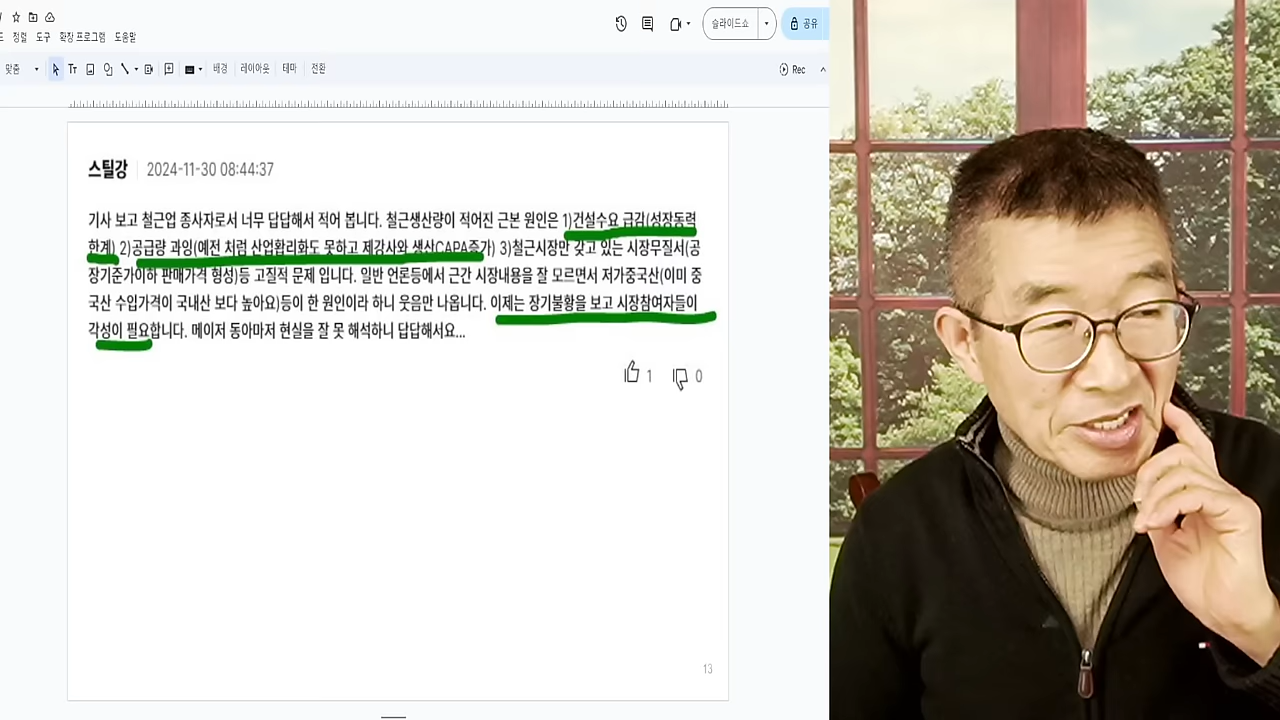 정렬 도구 확장 프로그램 도움말
슬라이드쇼
공유
맞춤
Tr
배경 레이아웃 테마 전환
Rec
스틸강 2024-11-30 08:44:37
기사 보고 철근업 종사자로서 너무 답답해서 적어 봅니다. 철근생산량이 적어진 근본 원인은 1)건설수요 급감(성장동력
한계) 2)공급량 과잉(예전 처럼 산업합리화도 못하고 제강사와 생산CAPA증가) 3)철근시장만 갖고 있는 시장무질서(공
장기준가이하 판매가격 형성)등 고질적 문제 입니다. 일반 언론등에서 근간 시장내용을 잘 모르면서 저가중국산(이미 중
국산 수입가격이 국내산 보다 높아요)등이 한 원인이라 하니 웃음만 나옵니다. 이제는 장기불황을 보고 시장참여자들이
각성이 필요합니다. 메이저 동아마저 현실을 잘 못 해석하니 답답해서요...
1 0
13